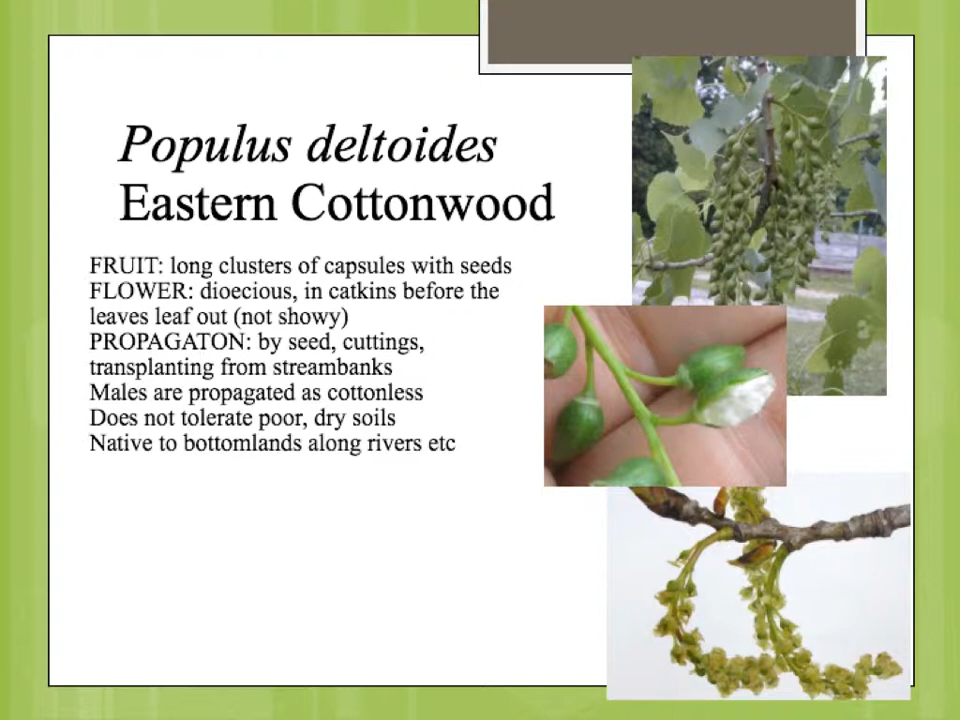 Populus deltoides
Eastern Cottonwood
FRUIT: long clusters of capsules with seeds
FLOWER: dioecious, in catkins before the
leaves leaf out (not showy)
PROPAGATON: by seed, cuttings,
transplanting from streambanks
Males are propagated as cottonless
Does not tolerate poor, dry soils
Native to bottomlands along rivers etc